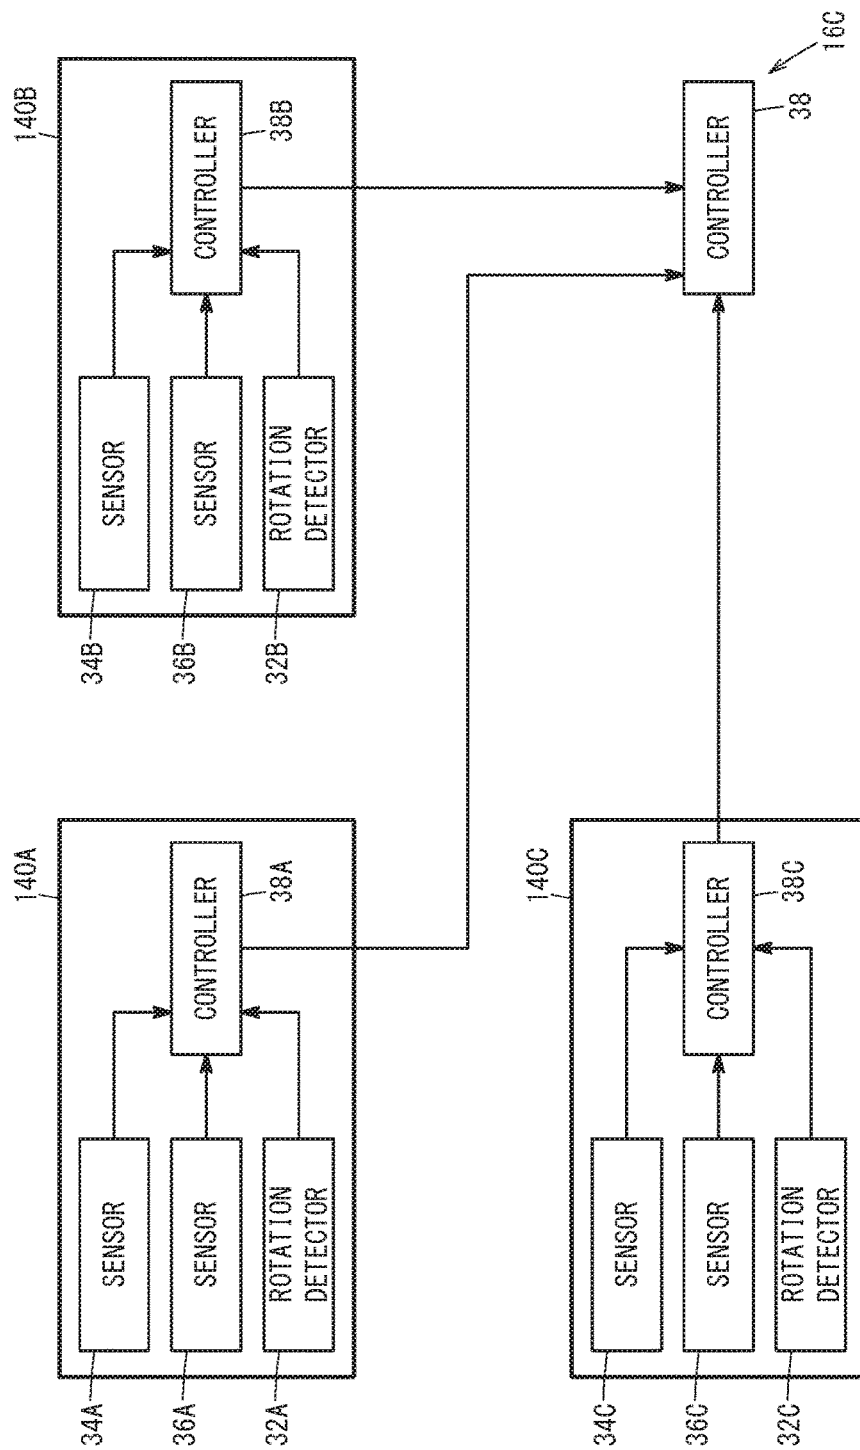 140A
34A
SENSOR
36A
SENSOR
32A
ROTATION
DETECTOR
CONTROLLER
38A
140B
34B
SENSOR
36B
SENSOR
32B
ROTATION
DETECTOR
CONTROLLER
38B
140C
34C
SENSOR
36C
SENSOR
32C
ROTATION
DETECTOR
CONTROLLER
38C
CONTROLLER
38
16C